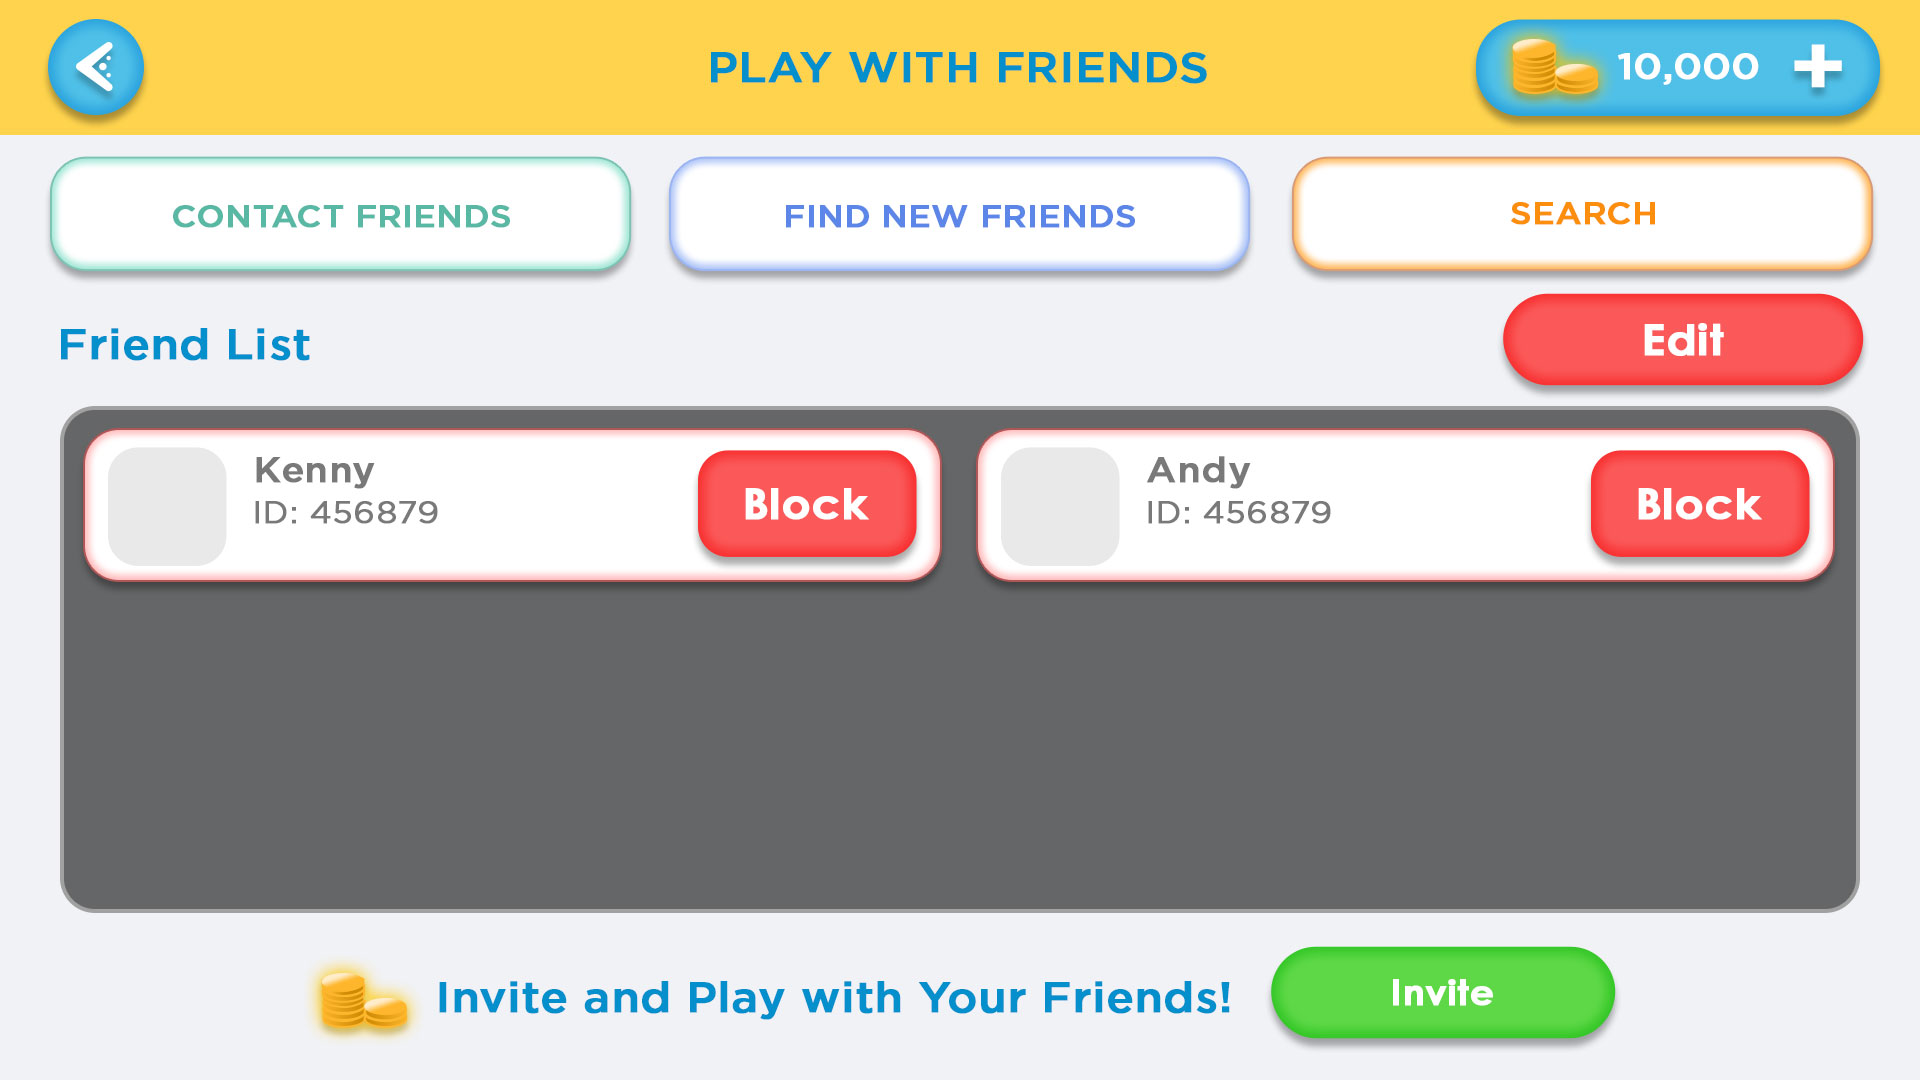 PLAY WITH FRIENDS
10,000
CONTACT FRIENDS
FIND NEW FRIENDS
SEARCH
Friend List
Edit
Kenny
ID: 456879
Block
Andy
ID: 456879
Block
Invite and Play with Your Friends!
Invite